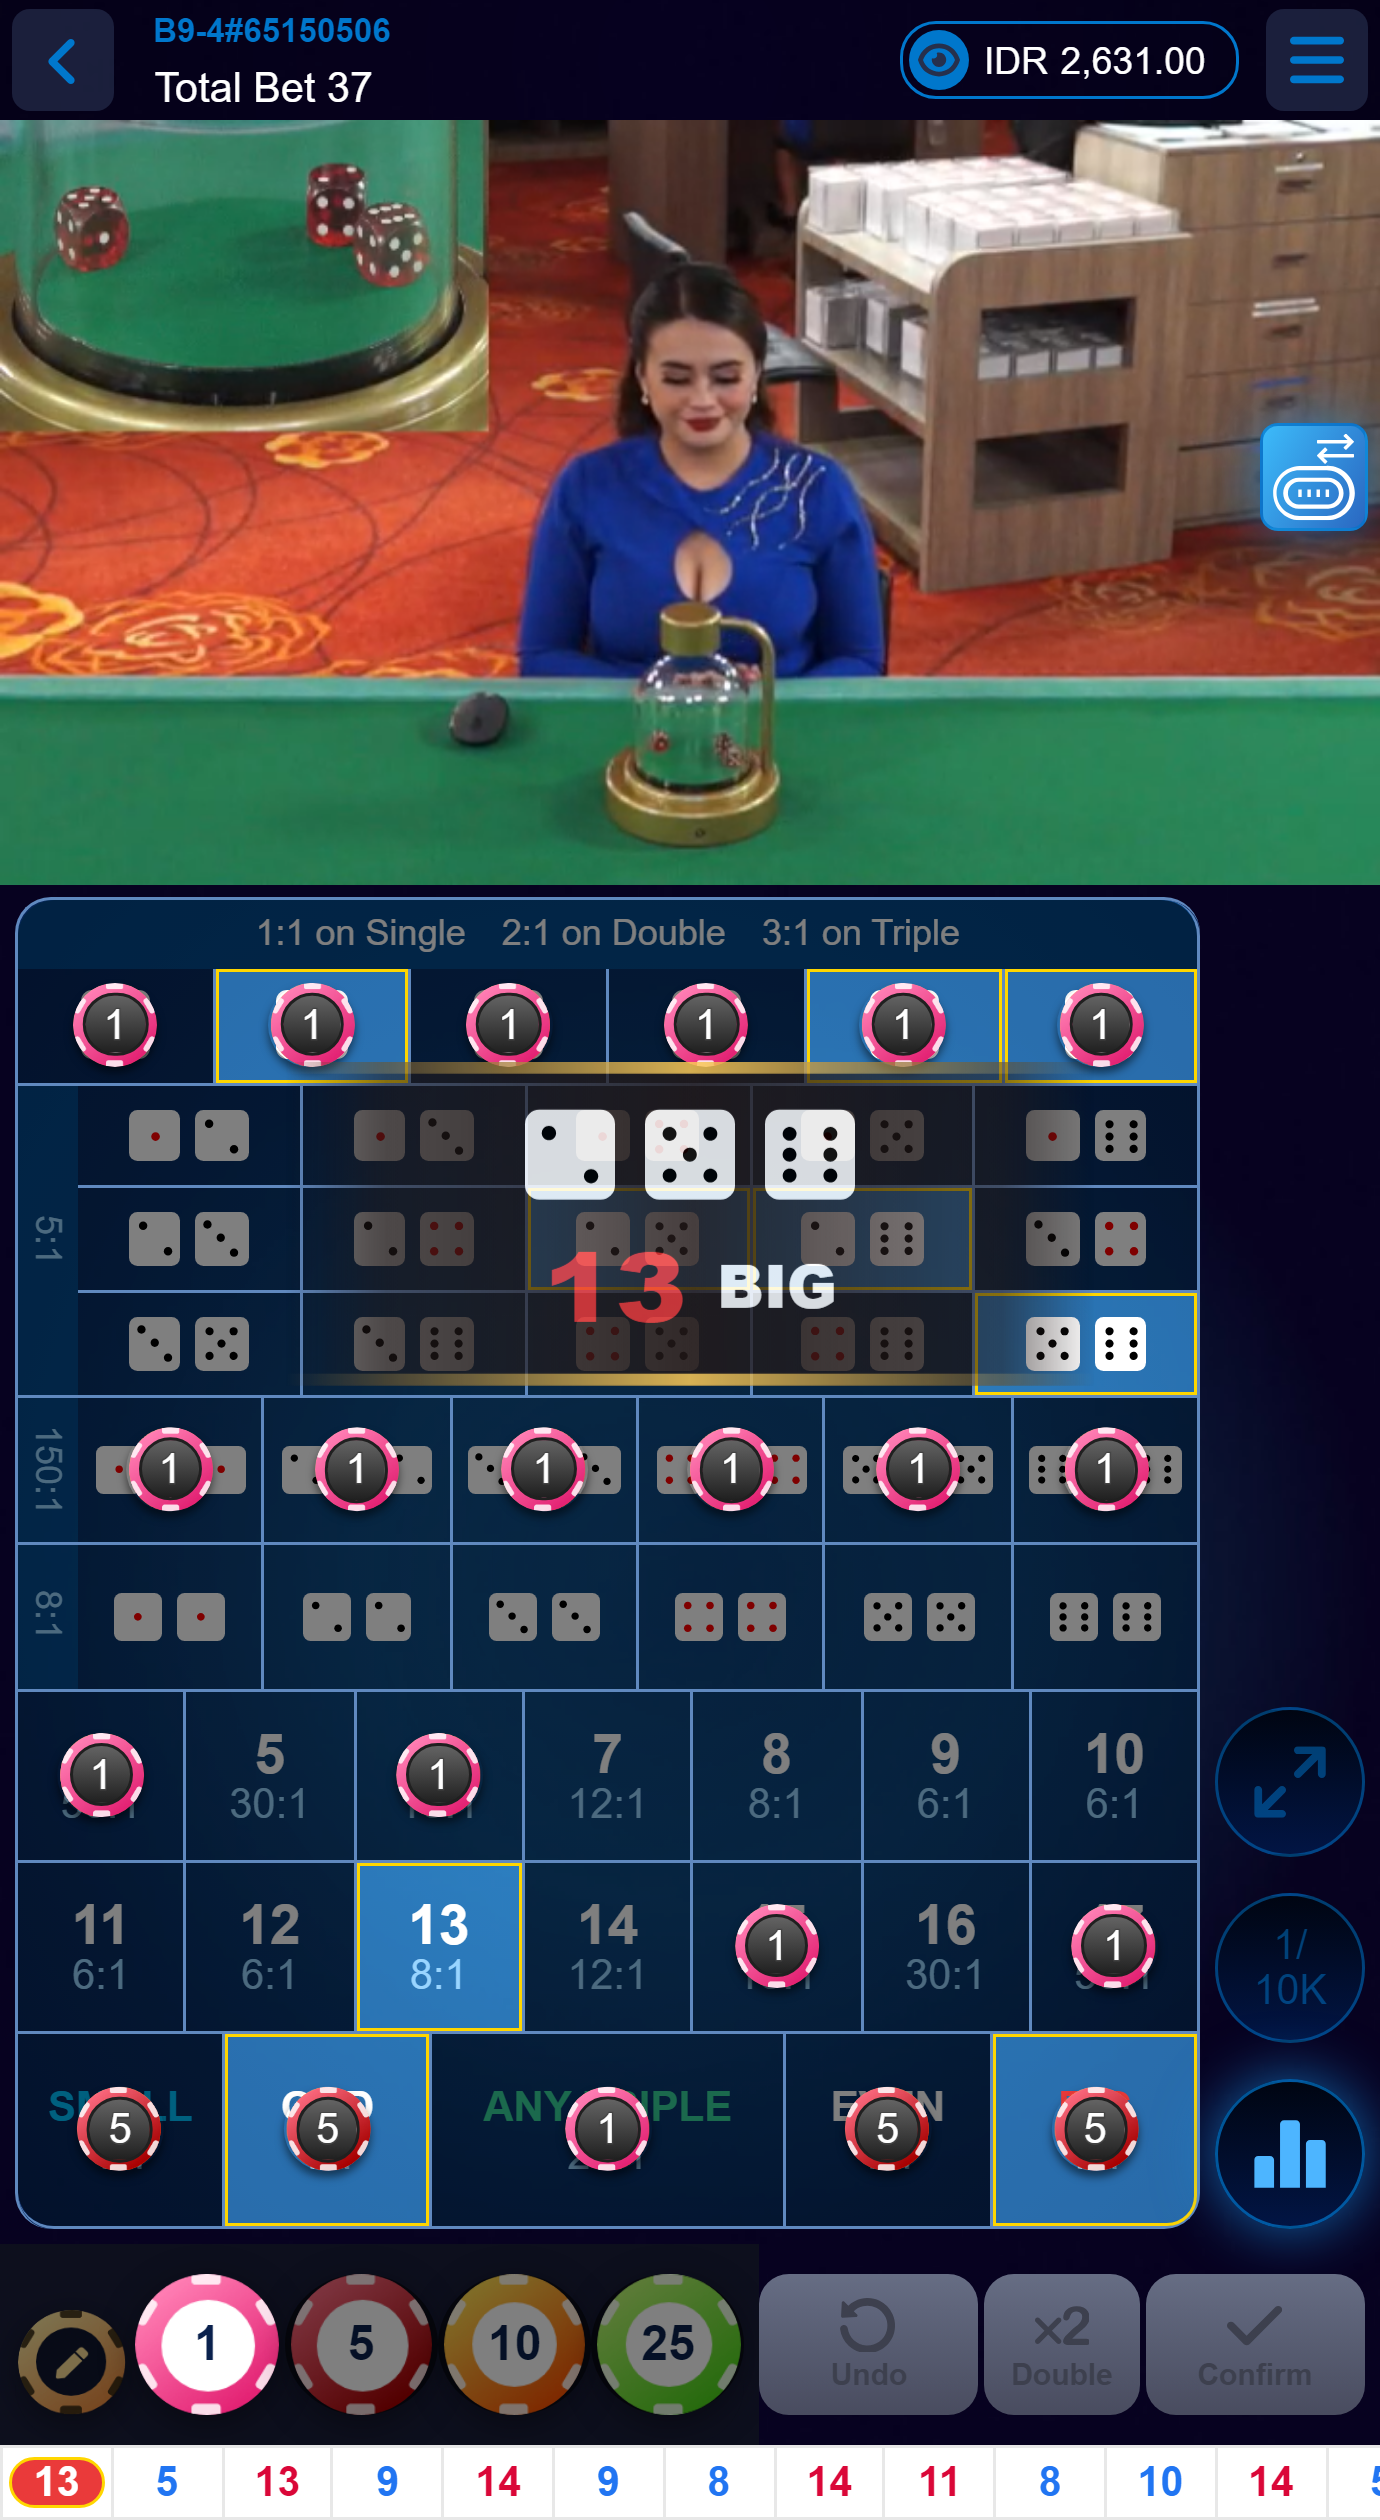 B9-4#65150506
Total Bet 37
IDR 2,631.00
1:1 on Single 2:1 on Double 3:1 on Triple
1 1 1 1 1 1
5:1
13 BIG
150:1
1 1 1 1 1 1
8:1
1 5 1 7 8 9 10
30:1 12:1 8:1 6:1 6:1
11 12 13 14 1 16 1
6:1 6:1 8:1 12:1 30:1
1/
10K
ANY
5 5 1 5 5
1 5 10 25
Undo
x2
Double
Confirm
13 5 13 9 14 9 8 14 11 8 10 14